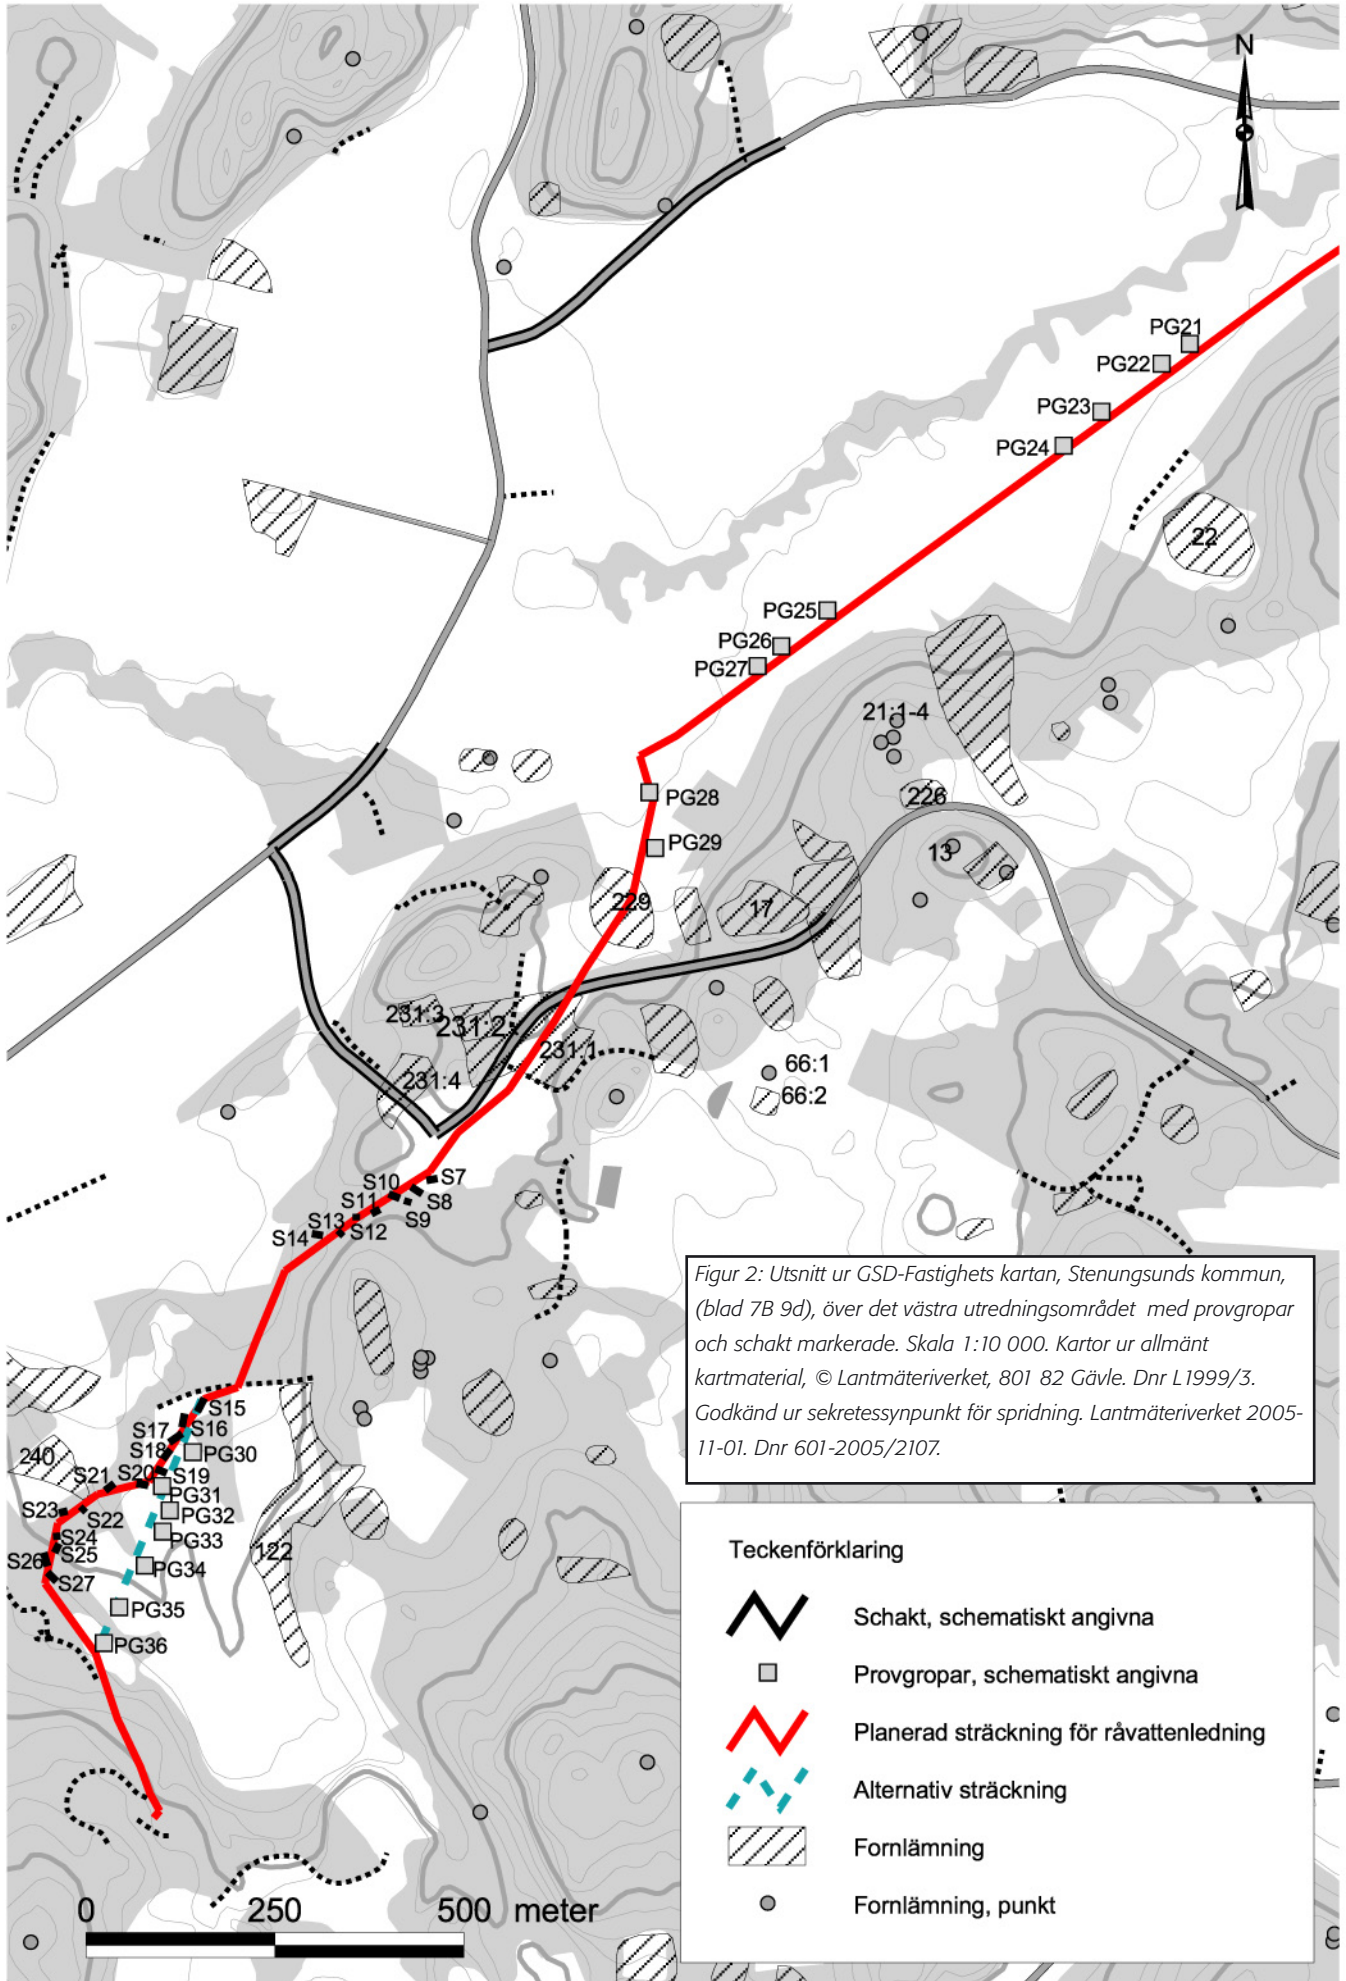 N
PG21
PG22
PG23
PG24
22
PG25
PG26
PG27
21:1-4
PG28
226
PG29
13
229
17
231:3
231:2
231:1
231:4
66:1
66:2
S7
S10
S8
S11
S9
S13
S12
S14
Figur 2: Utsnitt ur GSD-Fastighets kartan, Stenungsunds kommun,
(blad 7B 9d), över det västra utredningsområdet med provgropar
och schakt markerade. Skala 1:10 000. Kartor ur allmänt
kartmaterial, © Lantmäteriverket, 801 82 Gävle. Dnr L1999/3.
Godkänd ur sekretessynpunkt för spridning. Lantmäteriverket 2005-
11-01. Dnr 601-2005/2107.
S15
S17
S16
S18
PG30
240
S19
S20
S21
PG31
S23
S22
PG32
S24
PG33
S25
S26
PG34
122
S27
PG35
PG36
Teckenförklaring
Schakt, schematiskt angivna
Provgropar, schematiskt angivna
Planerad sträckning för råvattenledning
Alternativ sträckning
Fornlämning
Fornlämning, punkt
0 250 500 meter